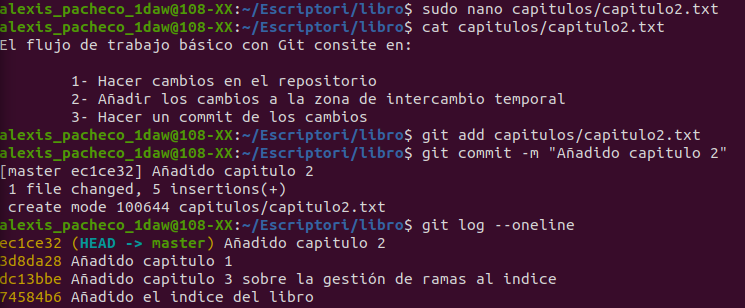 alexis_pacheco_1daw@108-XX:~/Escriptori/libro$ sudo nano capitulos/capitulo2.txt
alexis_pacheco_1daw@108-XX:~/Escriptori/libro$ cat capitulos/capitulo2.txt
El flujo de trabajo básico con Git consite en:
1- Hacer cambios en el repositorio
2- Añadir los cambios a la zona de intercambio temporal
3- Hacer un commit de los cambios
alexis_pacheco_1daw@108-XX:~/Escriptori/libro$ git add capitulos/capitulo2.txt
alexis_pacheco_1daw@108-XX:~/Escriptori/libro$ git commit -m "Añadido capitulo 2"
[master ec1ce32] Añadido capitulo 2
1 file changed, 5 insertions(+)
create mode 100644 capitulos/capitulo2.txt
alexis_pacheco_1daw@108-XX:~/Escriptori/libro$ git log --oneline
ec1ce32 (HEAD -> master) Añadido capitulo 2
3d8da28 Añadido capitulo 1
dc13bbe Añadido capitulo 3 sobre la gestión de ramas al indice
74584b6 Añadido el indice del libro